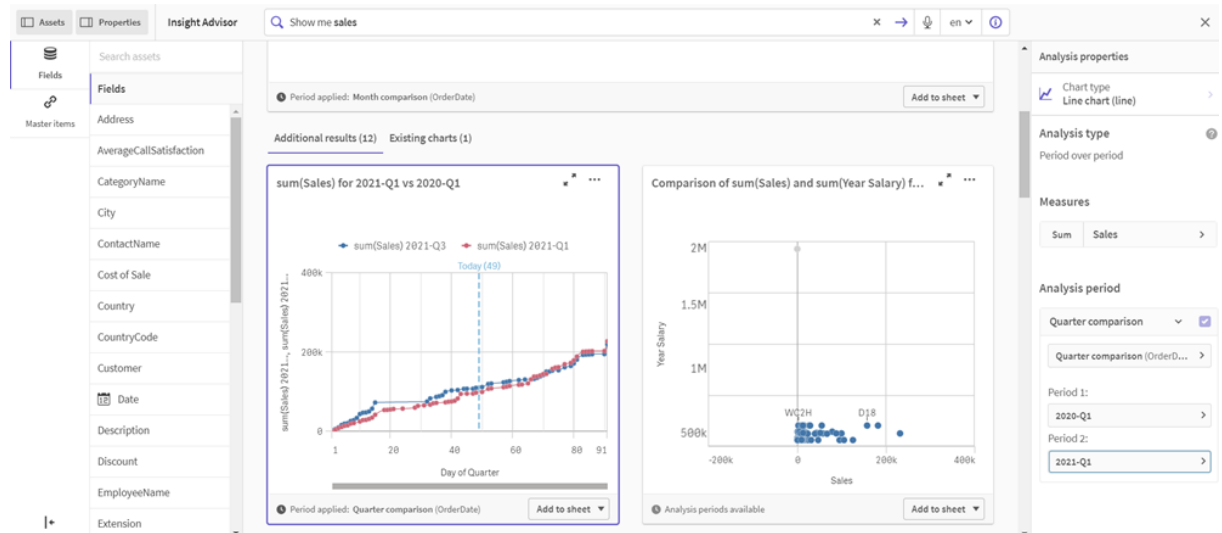 Assets
Properties
Insight Advisor
Show me sales
en
Fields
Master items
Search assets
Fields
Address
AverageCallSatisfaction
CategoryName
City
ContactName
Cost of Sale
Country
CountryCode
Customer
Date
Description
Discount
EmployeeName
Extension
Period applied: Month comparison (OrderDate)
Add to sheet
Additional results (12)
Existing charts (1)
sum(Sales) for 2021-Q1 vs 2020-Q1
sum(Sales) 2021-Q3
sum(Sales) 2021-Q1
Today (49)
sum(Sales) 2021..., sum(Sales) 2021...
400k
200k
0
1 20 40 60 80 91
Day of Quarter
Period applied: Quarter comparison (OrderDate)
Add to sheet
Comparison of sum(Sales) and sum(Year Salary) f...
Year Salary
2M
1.5M
1M
500k
WC2H
D18
-200k 0 200k 400k
Sales
Analysis periods available
Add to sheet
Analysis properties
Chart type
Line chart (line)
Analysis type
Period over period
Measures
Sum
Sales
Analysis period
Quarter comparison
Quarter comparison (OrderD...
Period 1:
2020-Q1
Period 2:
2021-Q1